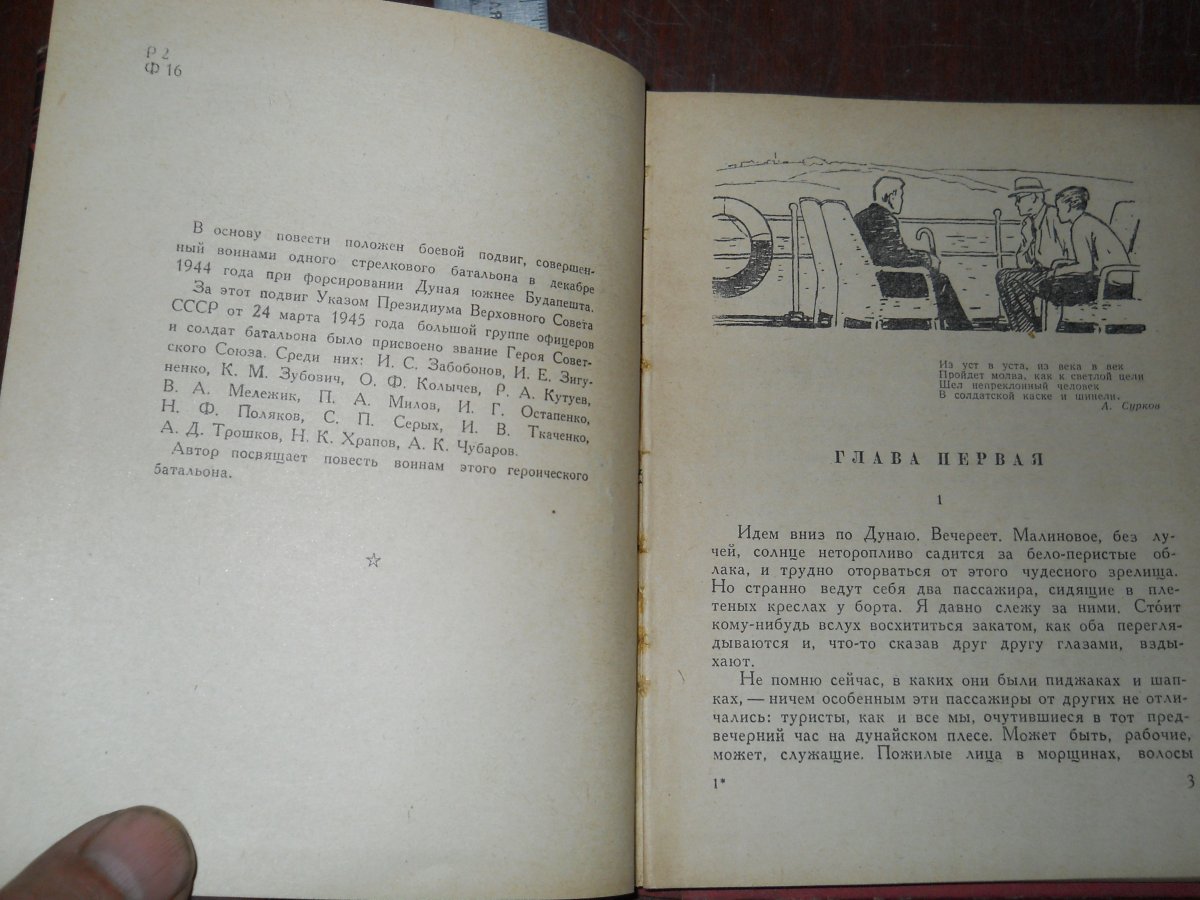 Р 2
Ф 16
В основу повести положен боевой подвиг, совершен-
ный воинами одного стрелкового батальона в декабре
1944 года при форсировании Дуная южнее Будапешта.
За этот подвиг Указом Президиума Верховного Совета
СССР от 24 марта 1945 года большой группе офицеров
и солдат батальона было присвоено звание Героя Совет-
ского Союза. Среди них: И. С. Забобонов, И. Е. Зигу-
ненко, К. М. Зубович, О. Ф. Колычев, Р. А. Кутуев,
В. А. Мележик, П. А. Милов, И. Г. Остапенко,
Н. Ф. Поляков, С. П. Серых, И. В. Ткаченко,
А. Д. Трошков, Н. К. Храпов, А. К. Чубаров.
Автор посвящает повесть воинам этого героического
батальона.
Из уст в уста, из века в век
Пройдет молва, как к светлой цели
Шел непреклонный человек
В солдатской каске и шинели.
А. Сурков
ГЛАВА ПЕРВАЯ
1
Идем вниз по Дунаю. Вечереет. Малиновое, без лу-
чей, солнце неторопливо садится за бело-перистые об-
лака, и трудно оторваться от этого чудесного зрелища.
Но странно ведут себя два пассажира, сидящие в пле-
теных креслах у борта. Я давно слежу за ними. Сто́ит
кому-нибудь вслух восхититься закатом, как оба перегля-
дываются и, что-то сказав друг другу глазами, взды-
хают.
Не помню сейчас, в каких они были пиджаках и шап-
ках, — ничем особенным эти пассажиры от других не отли-
чались: туристы, как и все мы, очутившиеся в тот пред-
вечерний час на дунайском плесе. Может быть, рабочие,
может, служащие. Пожилые лица в морщинах, волосы
1*
3